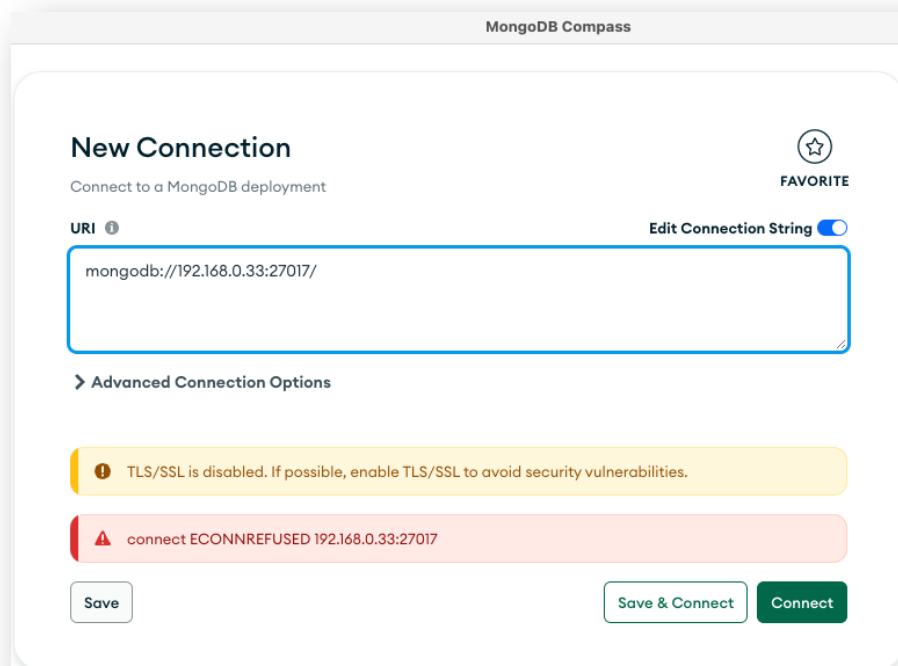 MongoDB Compass
New Connection
FAVORITE
Connect to a MongoDB deployment
URI
Edit Connection String
mongodb://192.168.0.33:27017/
Advanced Connection Options
TLS/SSL is disabled. If possible, enable TLS/SSL to avoid security vulnerabilities.
connect ECONNREFUSED 192.168.0.33:27017
Save
Save & Connect
Connect